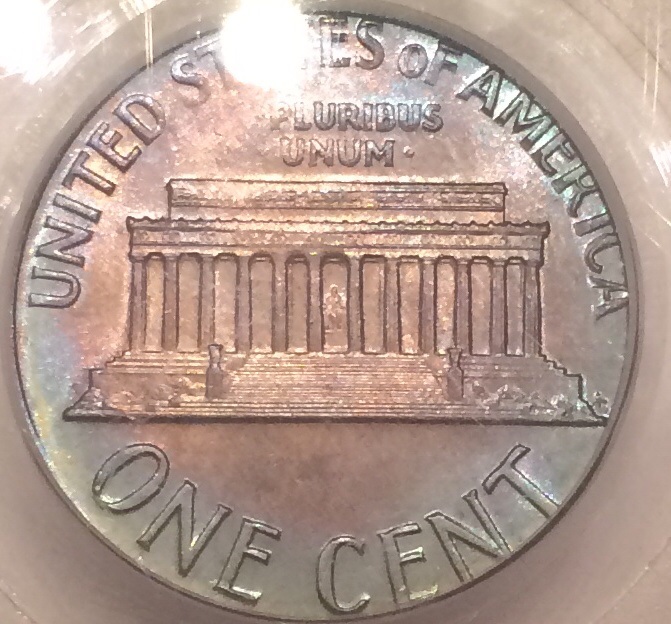 UNITED STATES OF AMERICA
PLURIBUS
UNUM ·
ONE CENT